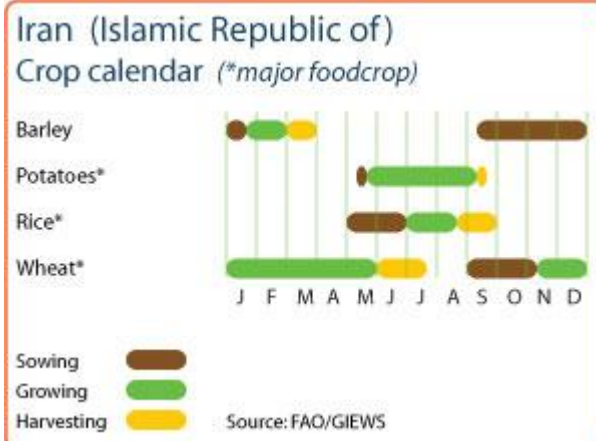 Iran (Islamic Republic of)
Crop calendar (*major foodcrop)
Barley
Potatoes*
Rice*
Wheat*
J F M A M J J A S O N D
Sowing
Growing
Harvesting
Source: FAO/GIEWS